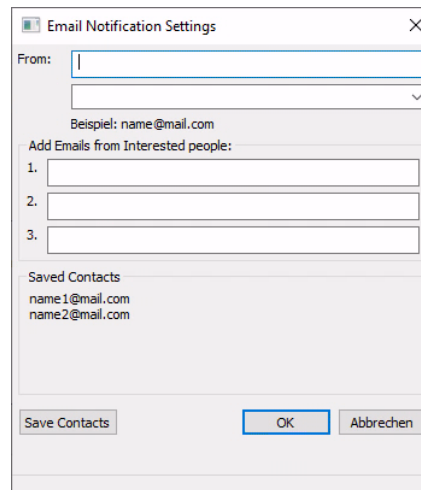 Email Notification Settings
From:
Beispiel: name@mail.com
Add Emails from Interested people:
1.
2.
3.
Saved Contacts
name1@mail.com
name2@mail.com
Save Contacts OK Abbrechen